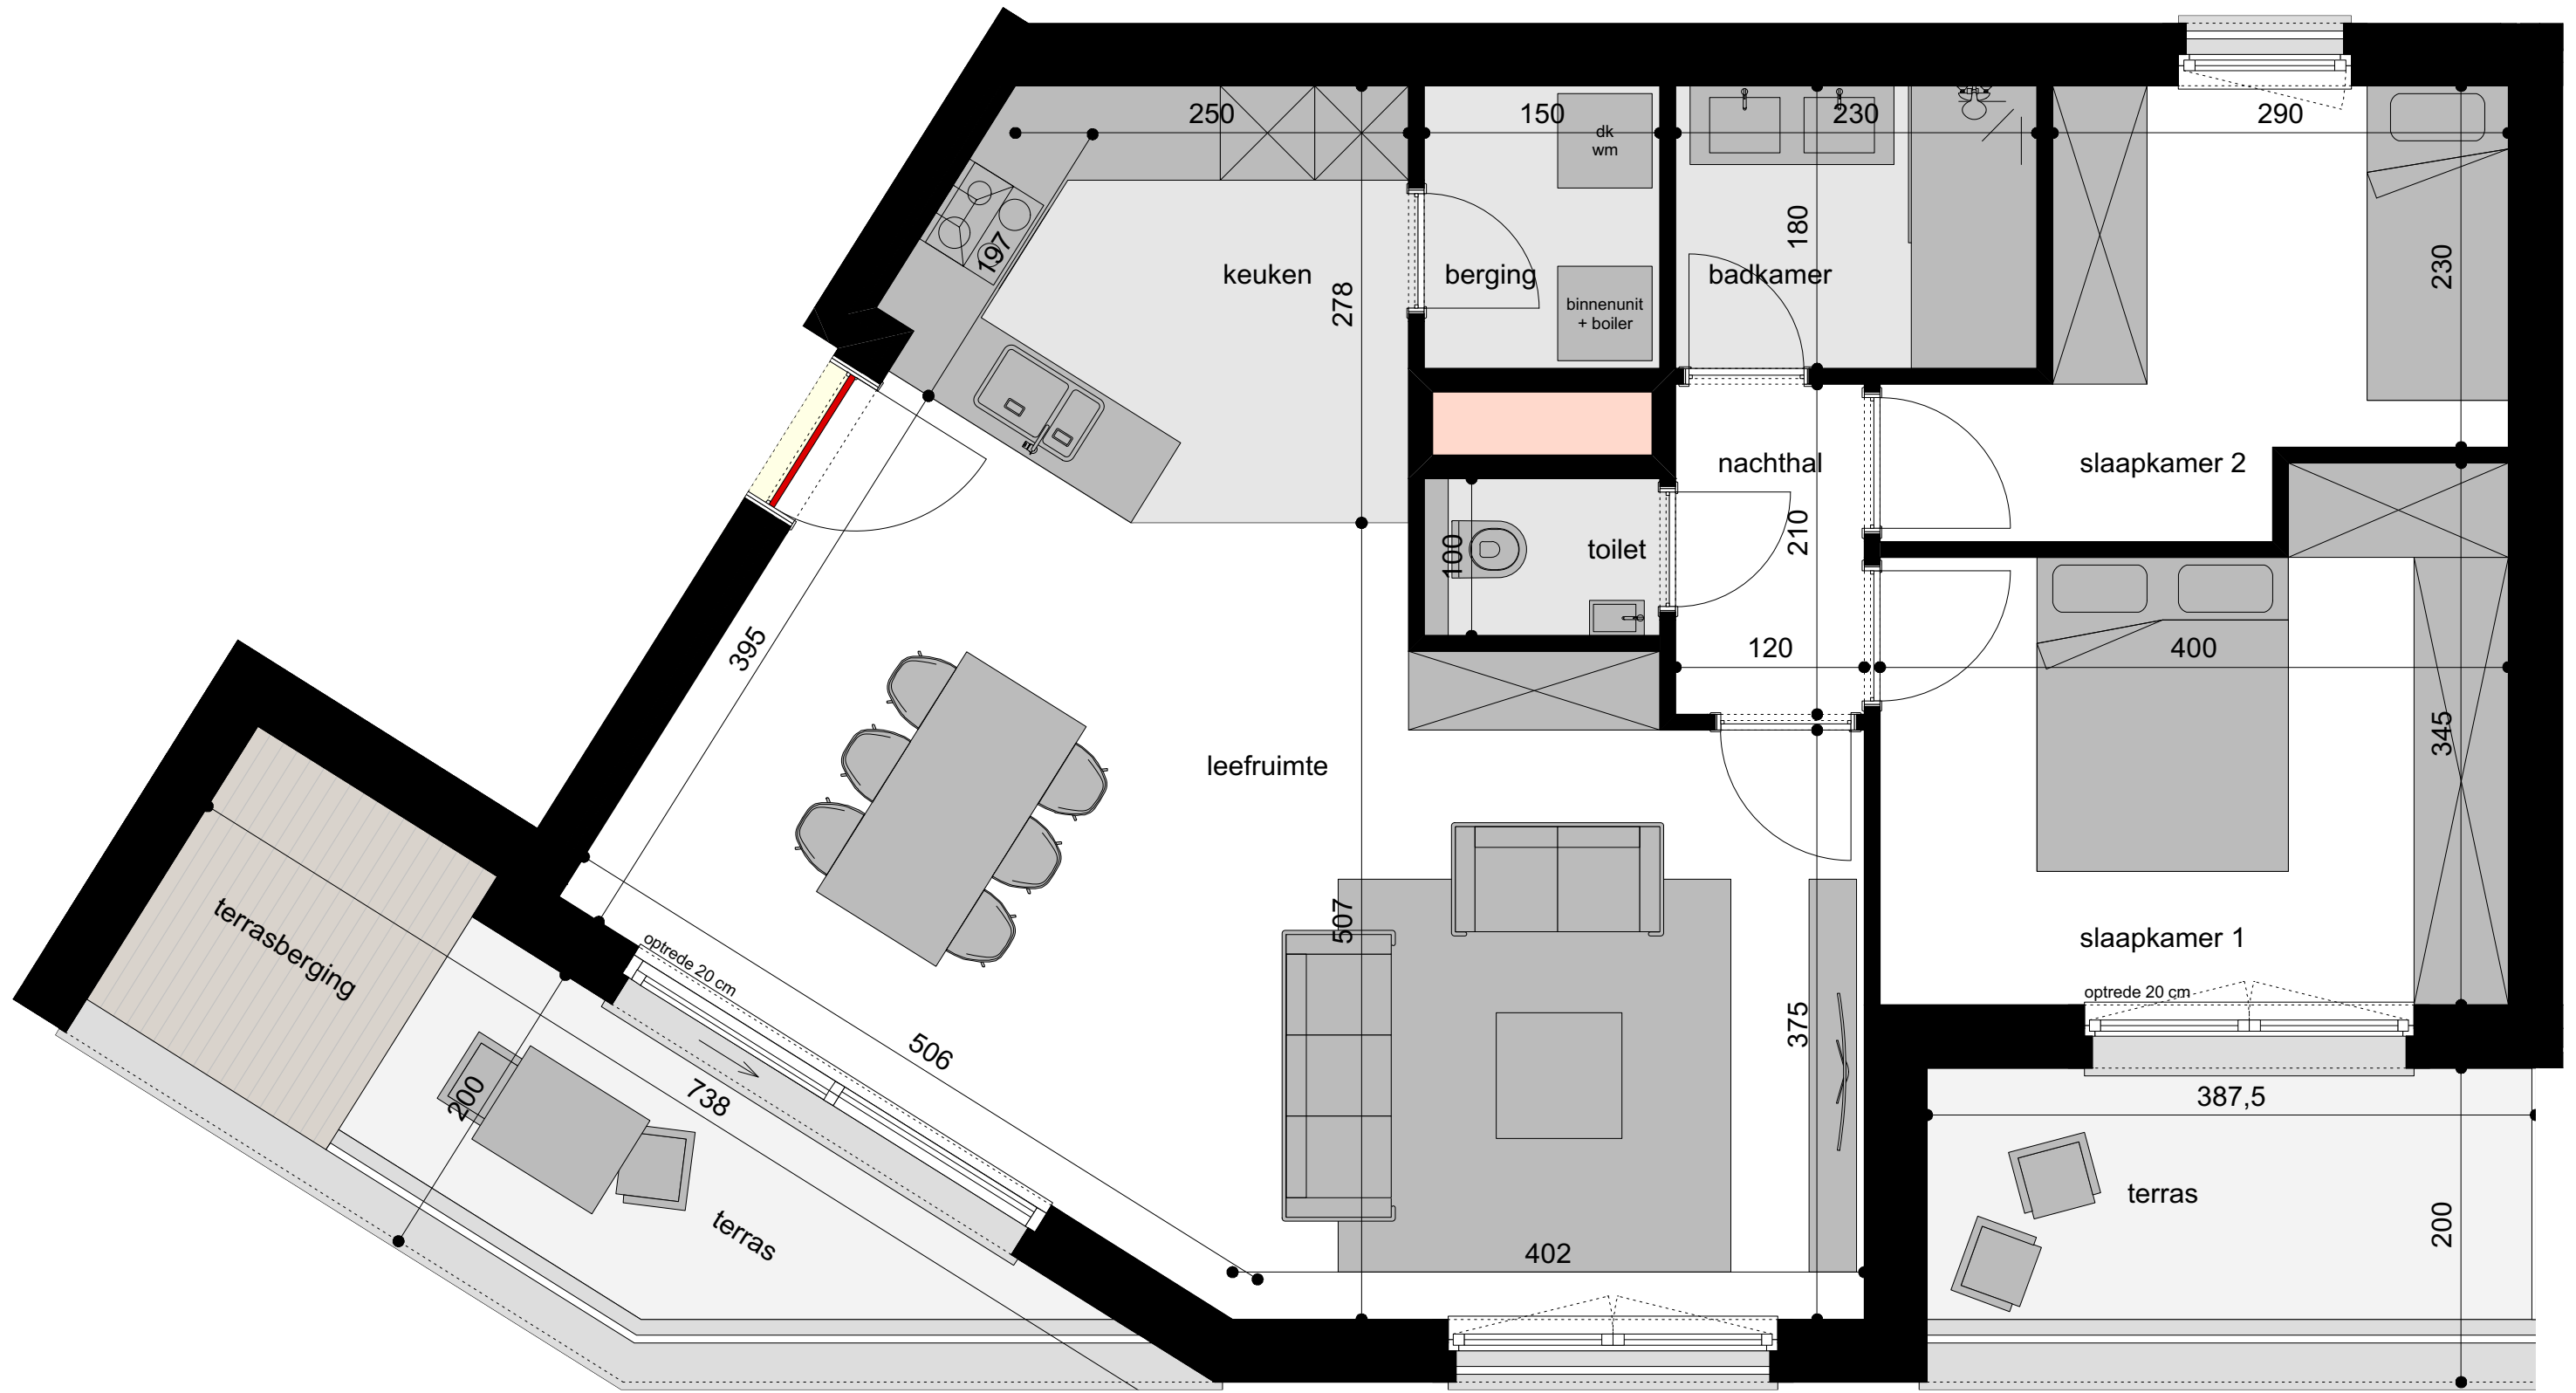 250
150
230
290
dk
wm
197
keuken
278
berging
binnenunit
+ boiler
badkamer
180
230
nachthal
slaapkamer 2
100
toilet
210
120
400
395
leefruimte
345
507
terrasberging
optrede 20 cm
slaapkamer 1
optrede 20 cm
506
375
200
738
387,5
terras
402
terras
200